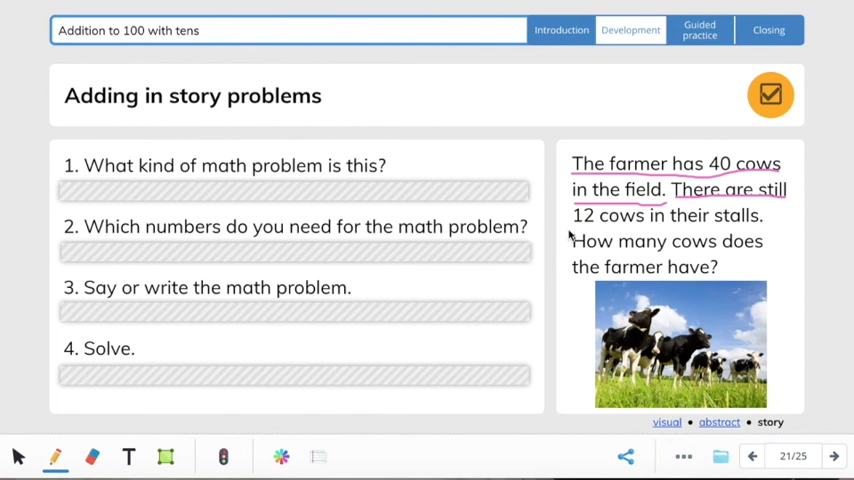 Addition to 100 with tens
Introduction
Development
Guided
practice
Closing
Adding in story problems
1. What kind of math problem is this?
2. Which numbers do you need for the math problem?
3. Say or write the math problem.
4. Solve.
The farmer has 40 cows
in the field. There are still
12 cows in their stalls.
How many cows does
the farmer have?
visual • abstract • story
T
21/25